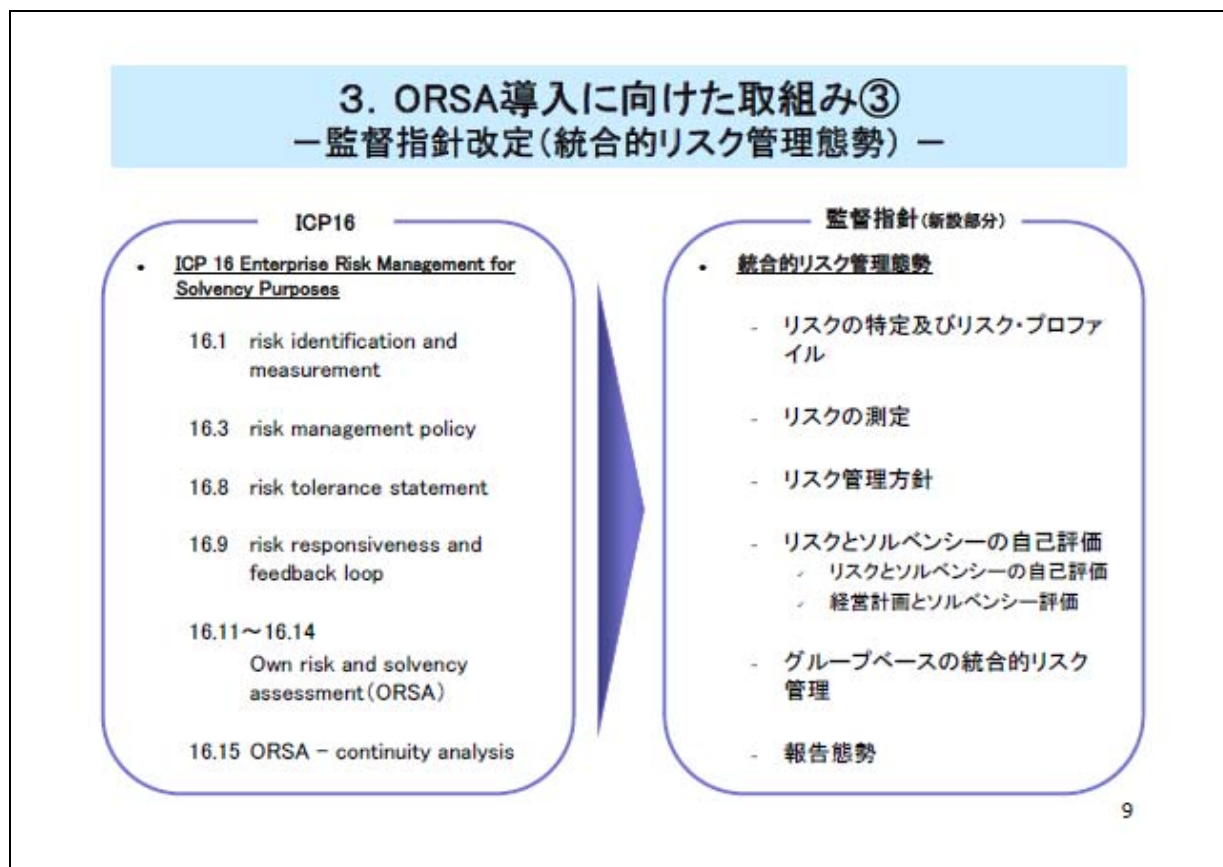 3. ORSA導入に向けた取組み③
－監督指針改定(統合的リスク管理態勢) －
ICP16
• ICP 16 Enterprise Risk Management for
Solvency Purposes
16.1 risk identification and
measurement
16.3 risk management policy
16.8 risk tolerance statement
16.9 risk responsiveness and
feedback loop
16.11～16.14
Own risk and solvency
assessment(ORSA)
16.15 ORSA － continuity analysis
監督指針(新設部分)
• 統合的リスク管理態勢
- リスクの特定及びリスク・プロファ
イル
- リスクの測定
- リスク管理方針
- リスクとソルベンシーの自己評価
✓ リスクとソルベンシーの自己評価
✓ 経営計画とソルベンシー評価
- グループベースの統合的リスク
管理
- 報告態勢
9